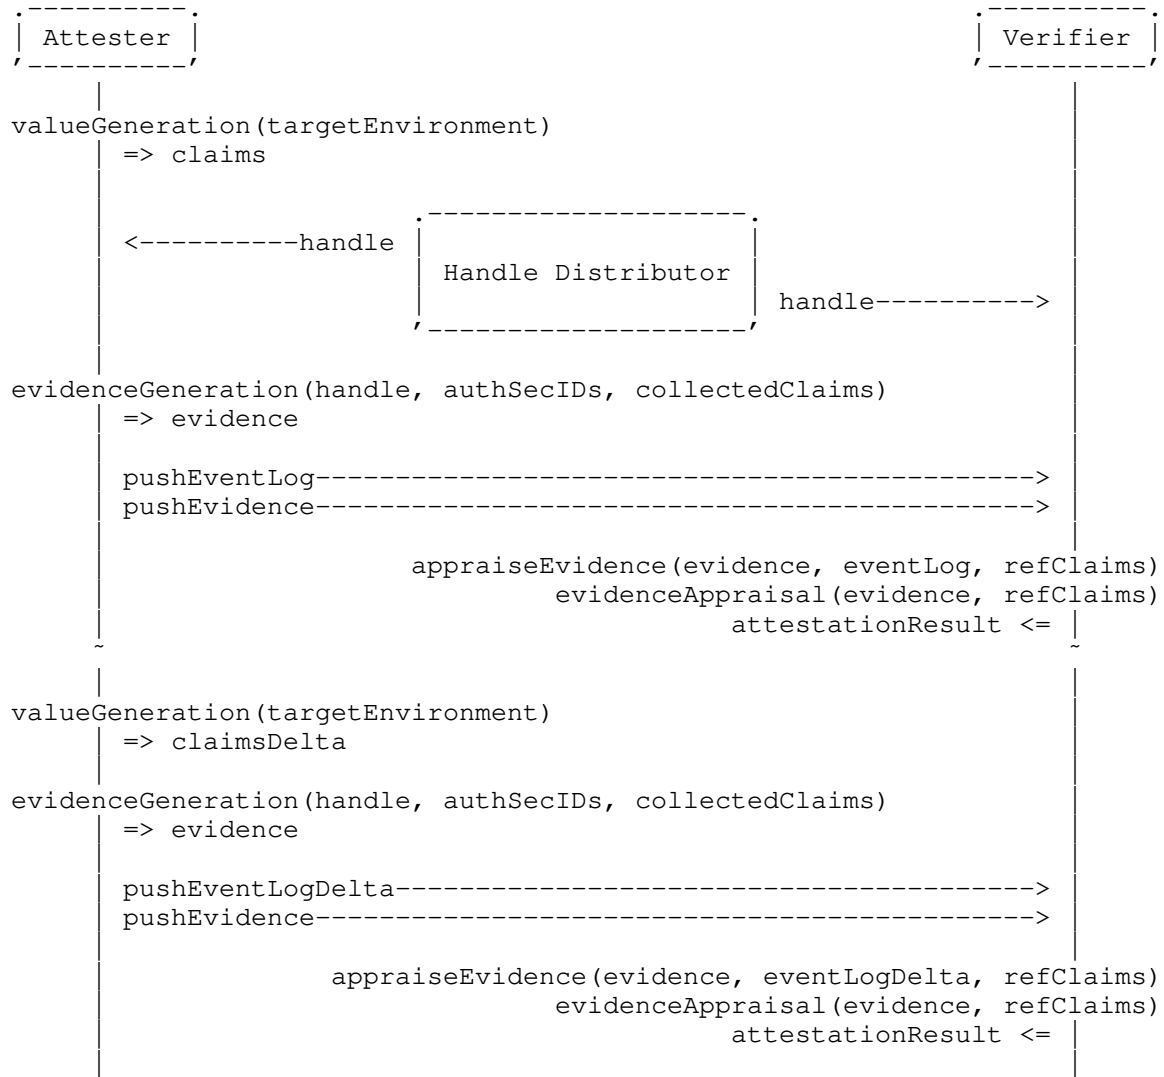 Attester Verifier
valueGeneration(targetEnvironment)
=> claims
<----------handle
Handle Distributor
handle---------->
evidenceGeneration(handle, authSecIDs, collectedClaims)
=> evidence
pushEventLog--------------------------------------------->
pushEvidence--------------------------------------------->
appraiseEvidence(evidence, eventLog, refClaims)
evidenceAppraisal(evidence, refClaims)
attestationResult <=
~ ~
valueGeneration(targetEnvironment)
=> claimsDelta
evidenceGeneration(handle, authSecIDs, collectedClaims)
=> evidence
pushEventLogDelta---------------------------------------->
pushEvidence--------------------------------------------->
appraiseEvidence(evidence, eventLogDelta, refClaims)
evidenceAppraisal(evidence, refClaims)
attestationResult <=